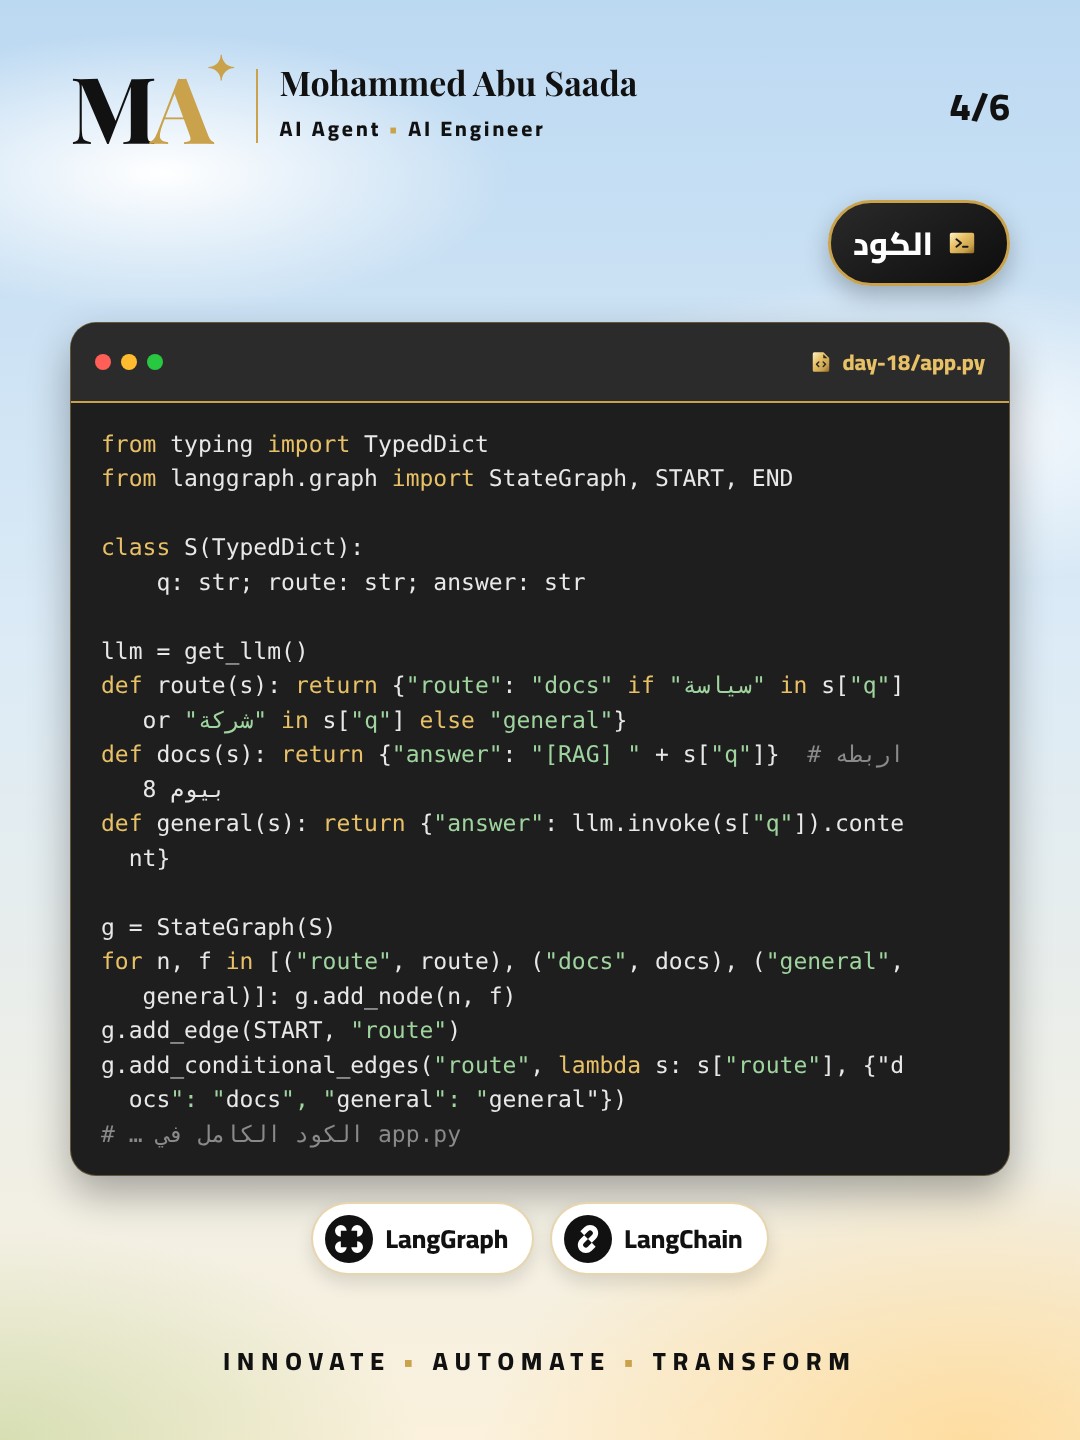 MA
Mohammed Abu Saada
AI Agent ▪ AI Engineer
4/6
الكود
day-18/app.py
from typing import TypedDict
from langgraph.graph import StateGraph, START, END
class S(TypedDict):
    q: str; route: str; answer: str
llm = get_llm()
def route(s): return {"route": "docs" if "سياسة" in s["q"]
   or "شركة" in s["q"] else "general"}
def docs(s): return {"answer": "[RAG] " + s["q"]}  # اربطه
   بيوم 8
def general(s): return {"answer": llm.invoke(s["q"]).conte
  nt}
g = StateGraph(S)
for n, f in [("route", route), ("docs", docs), ("general",
   general)]: g.add_node(n, f)
g.add_edge(START, "route")
g.add_conditional_edges("route", lambda s: s["route"], {"d
  ocs": "docs", "general": "general"})
# … الكود الكامل في app.py
LangGraph
LangChain
INNOVATE ▪ AUTOMATE ▪ TRANSFORM